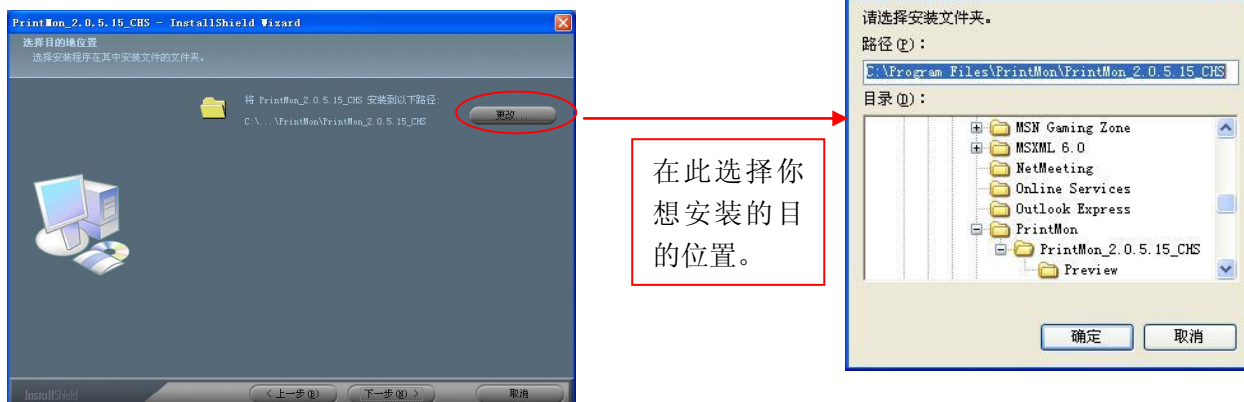 PrintMon_2.0.5.15_CHS - InstallShield Wizard
选择目的地位置
选择安装程序在其中安装文件的文件夹。
将 PrintMon_2.0.5.15_CHS 安装到以下路径:
C:\...\PrintMon\PrintMon_2.0.5.15_CHS
更改...
InstallShield
< 上一步(B)
下一步(N) >
取消
在此选择你
想安装的目
的位置。
请选择安装文件夹。
路径(P):
C:\Program Files\PrintMon\PrintMon_2.0.5.15_CHS
目录(D):
MSN Gaming Zone
MSXML 6.0
NetMeeting
Online Services
Outlook Express
PrintMon
PrintMon_2.0.5.15_CHS
Preview
确定
取消